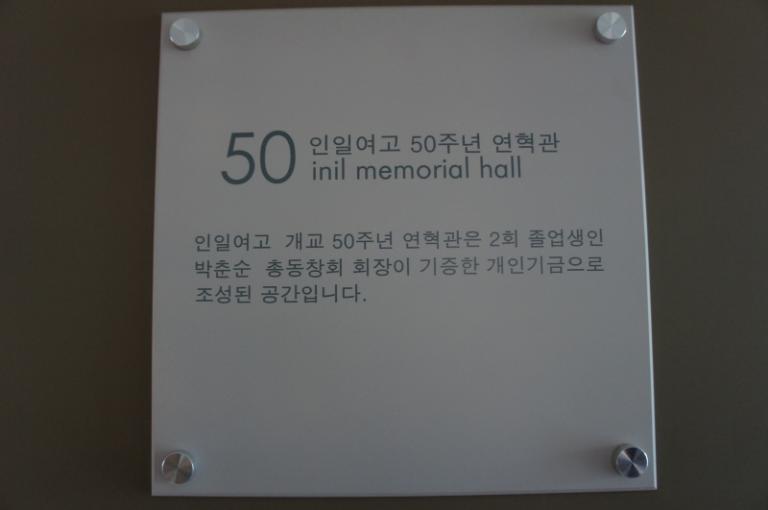 50 인일여고 50주년 연혁관
inil memorial hall
인일여고 개교 50주년 연혁관은 2회 졸업생인
박춘순 총동창회 회장이 기증한 개인기금으로
조성된 공간입니다.